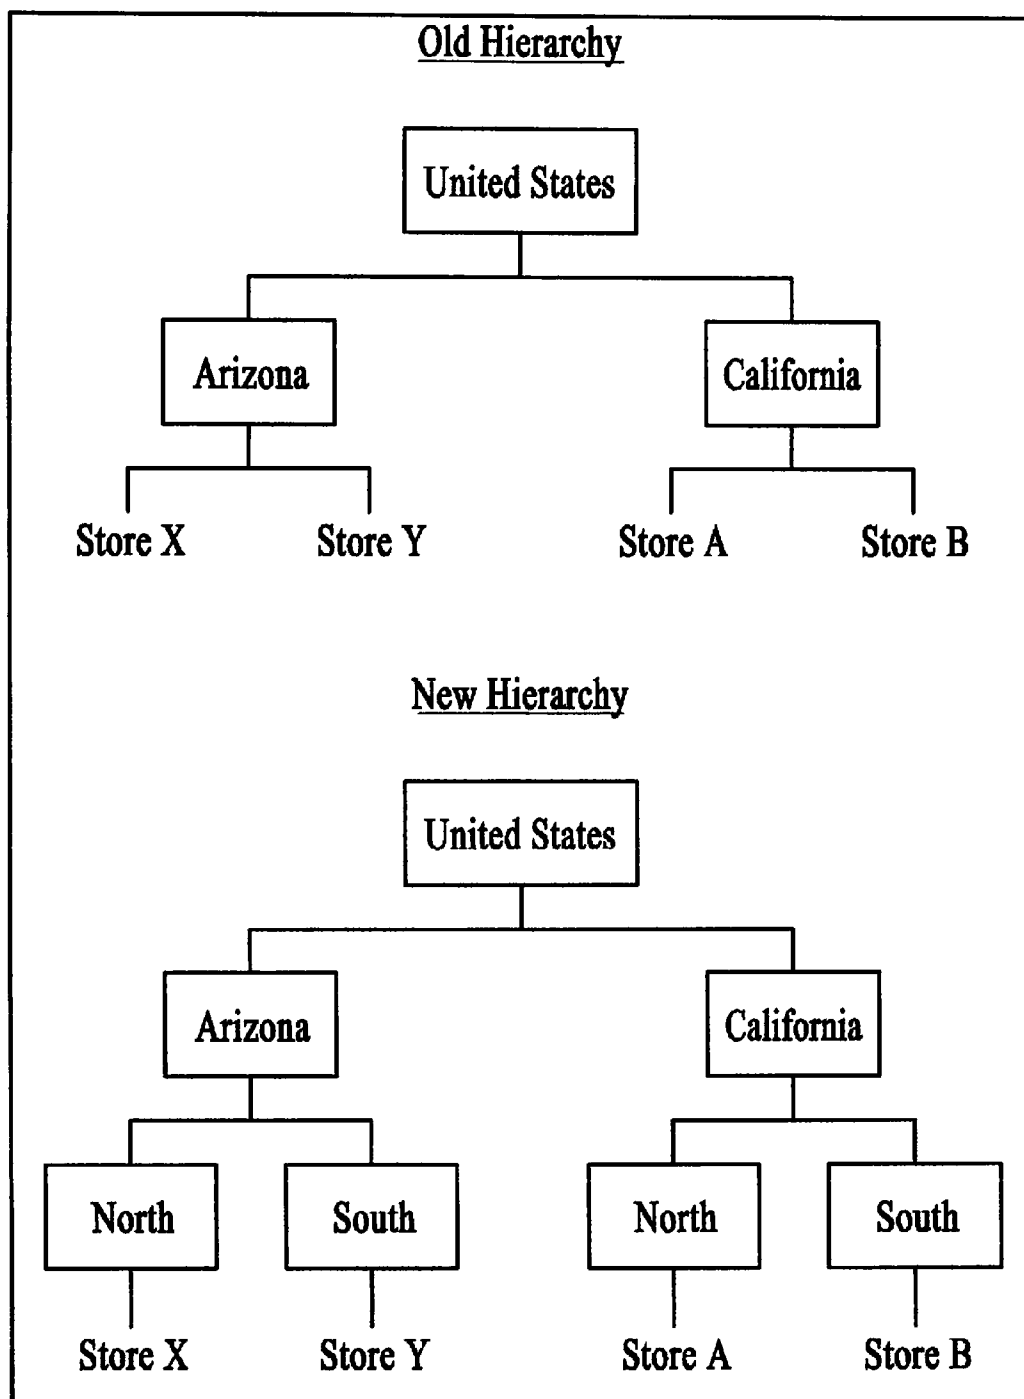 Old Hierarchy
United States
Arizona California
Store X Store Y Store A Store B
New Hierarchy
United States
Arizona California
North South North South
Store X Store Y Store A Store B